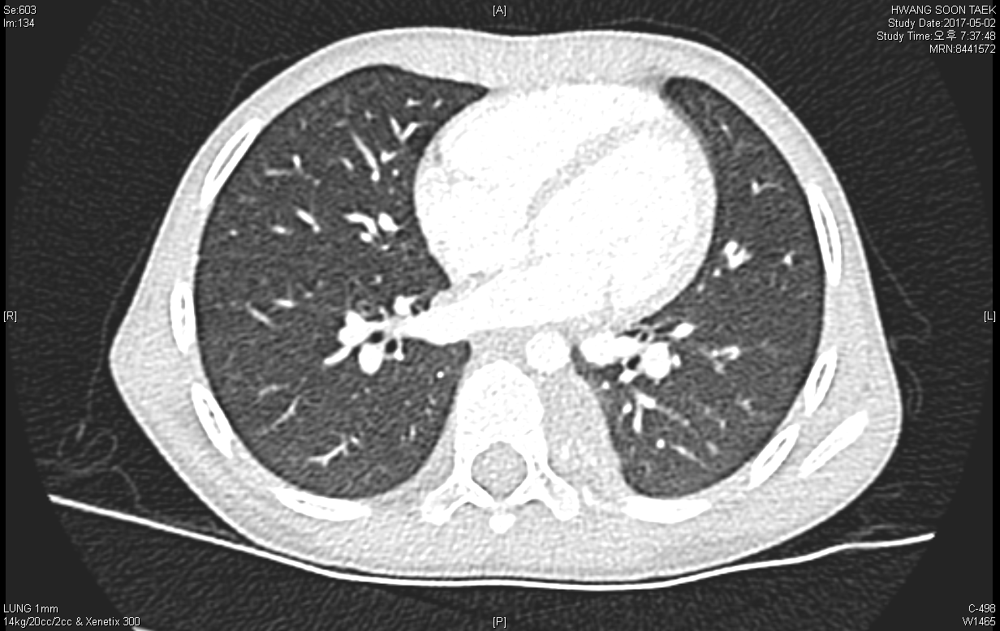 Se:603
Im:134
[A]
HWANG SOON TAEK
Study Date:2017-05-02
Study Time:오후 7:37:48
MRN:8441572
[R]
[L]
LUNG 1mm
14kg/20cc/2cc & Xenetix 300
[P]
C-498
W1465